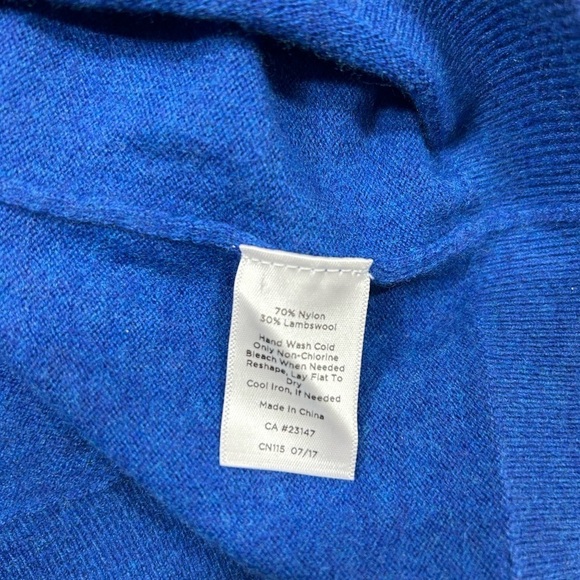 70% Nylon
30% Lambswool
Hand Wash Cold
Only Non-Chlorine
Bleach When Needed
Reshape, Lay Flat To
Dry
Cool Iron, If Needed
Made In China
CA #23147
CN115 07/17